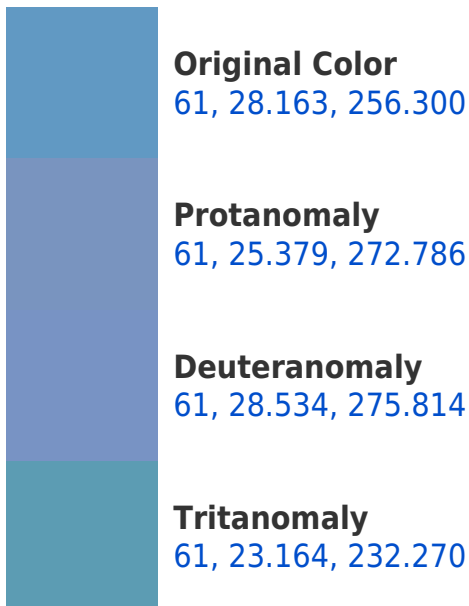 Original Color
61, 28.163, 256.300
Protanomaly
61, 25.379, 272.786
Deuteranomaly
61, 28.534, 275.814
Tritanomaly
61, 23.164, 232.270